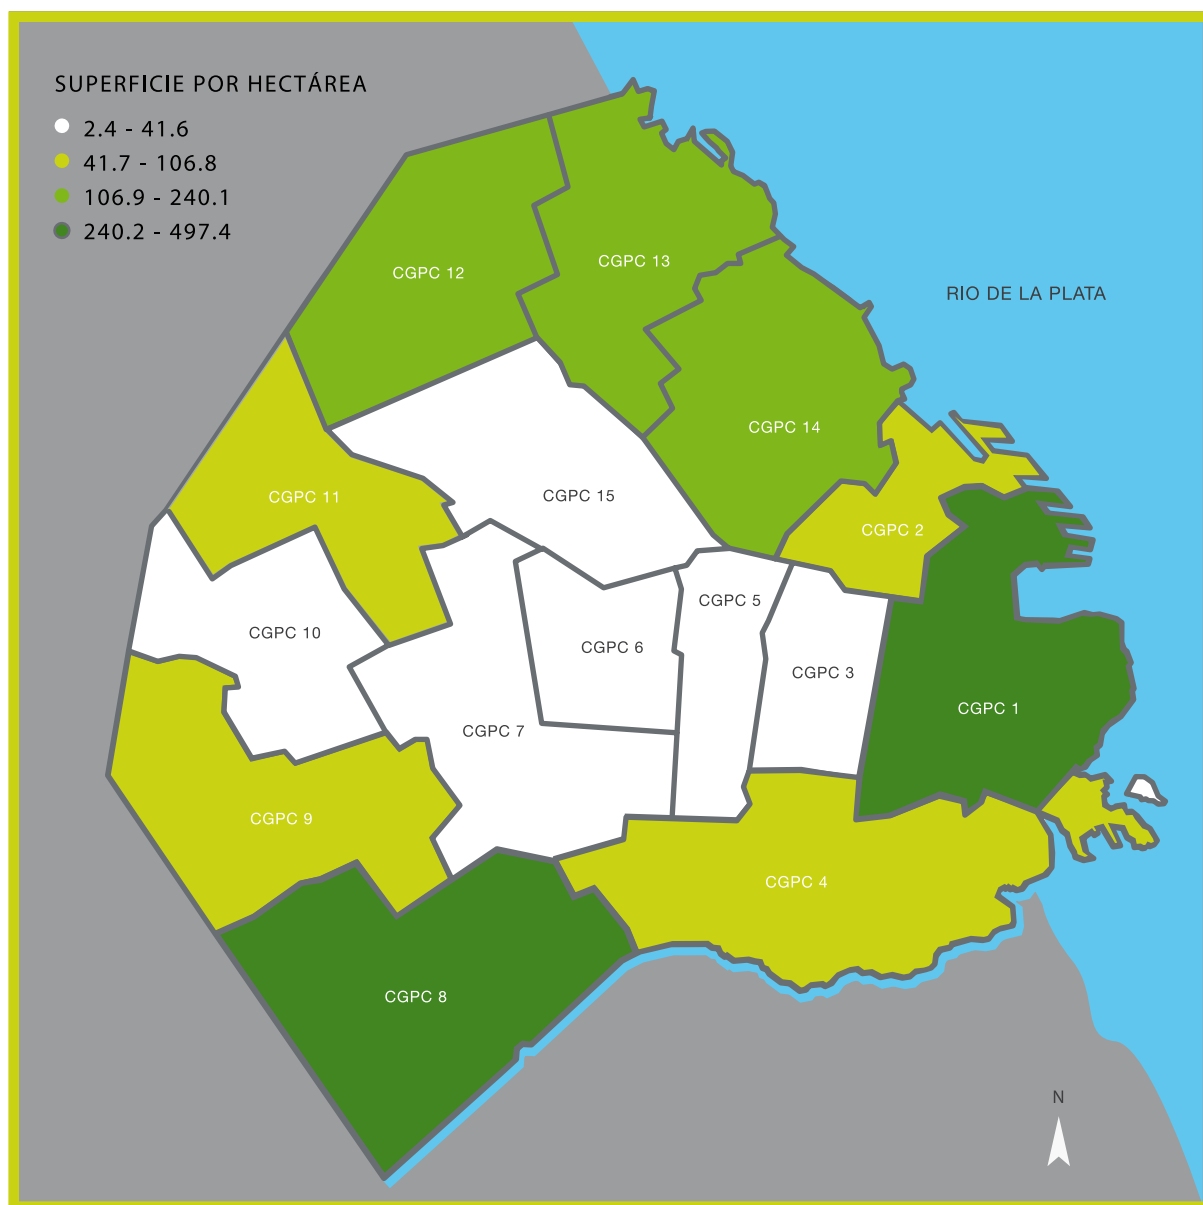 SUPERFICIE POR HECTÁREA
2.4 - 41.6
41.7 - 106.8
106.9 - 240.1
240.2 - 497.4
CGPC 12
CGPC 13
RIO DE LA PLATA
CGPC 14
CGPC 11
CGPC 15
CGPC 2
CGPC 5
CGPC 10
CGPC 6
CGPC 3
CGPC 1
CGPC 7
CGPC 9
CGPC 4
CGPC 8
N